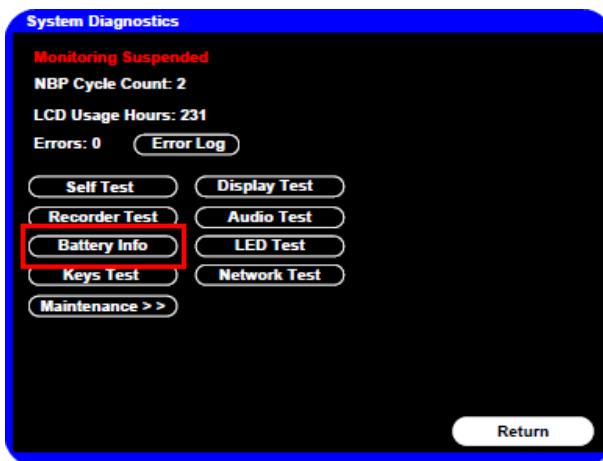 System Diagnostics
Monitoring Suspended
NBP Cycle Count: 2
LCD Usage Hours: 231
Errors: 0 Error Log
Self Test Display Test
Recorder Test Audio Test
Battery Info LED Test
Keys Test Network Test
Maintenance >>
Return